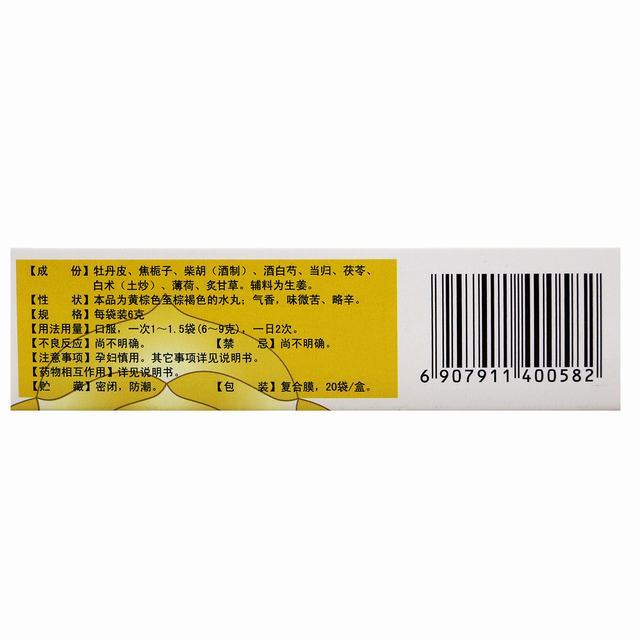 【成　份】牡丹皮、焦栀子、柴胡（酒制）、酒白芍、当归、茯苓、
白术（土炒）、薄荷、炙甘草。辅料为生姜。
【性　状】本品为黄棕色至棕褐色的水丸；气香，味微苦、略辛。
【规　格】每袋装6克
【用法用量】口服，一次1～1.5袋(6～9克)，一日2次。
【不良反应】尚不明确。　【禁　忌】尚不明确。
【注意事项】孕妇慎用。其它事项详见说明书。
【药物相互作用】详见说明书。
【贮　藏】密闭，防潮。　【包　装】复合膜，20袋/盒。
6 907911 400582